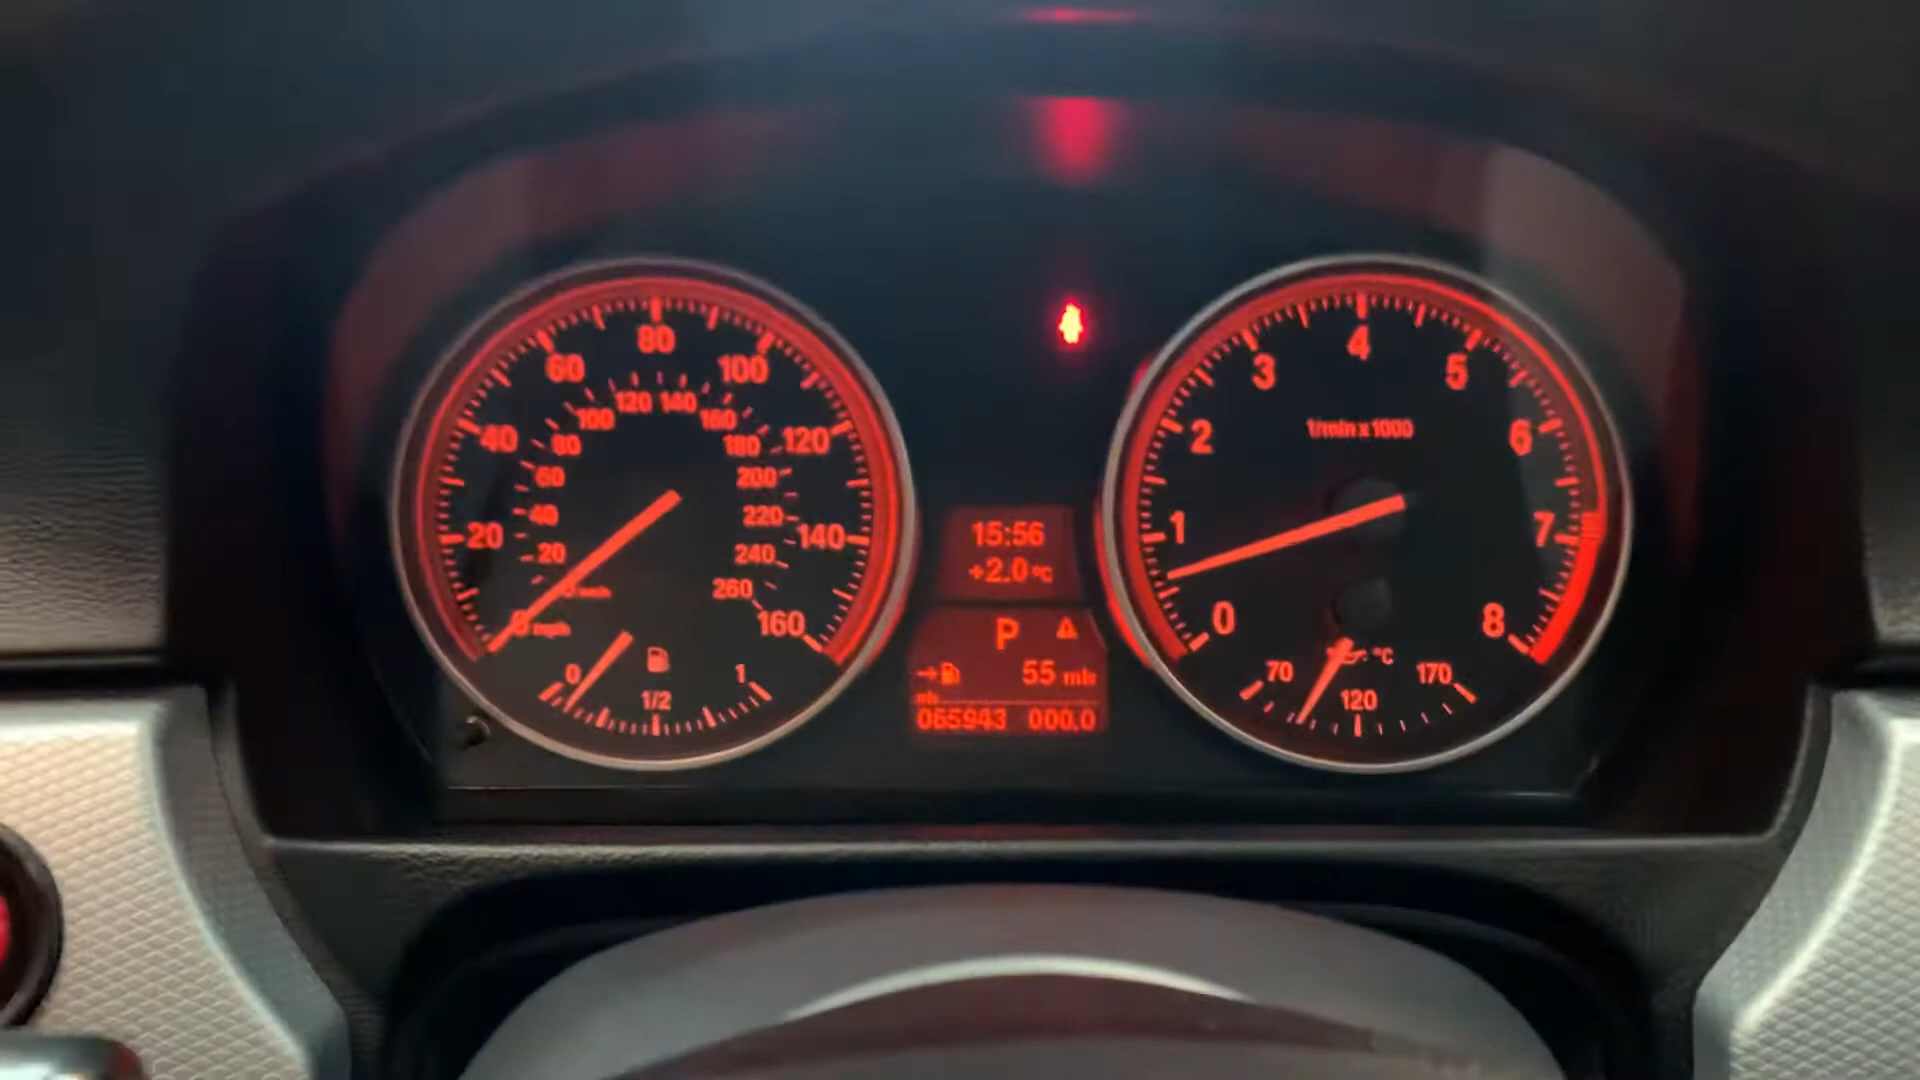 80
60 100
120 140
100 160
40 80 180 120
60 200
40 220
20 140
20 240
260
0 mph 160
0 1
1/2
15:56
+2.0 °C
P
55 mls
065943 000.0
4
3 5
1/min x 1000
2 6
1 7
0 8
°C
70 170
120